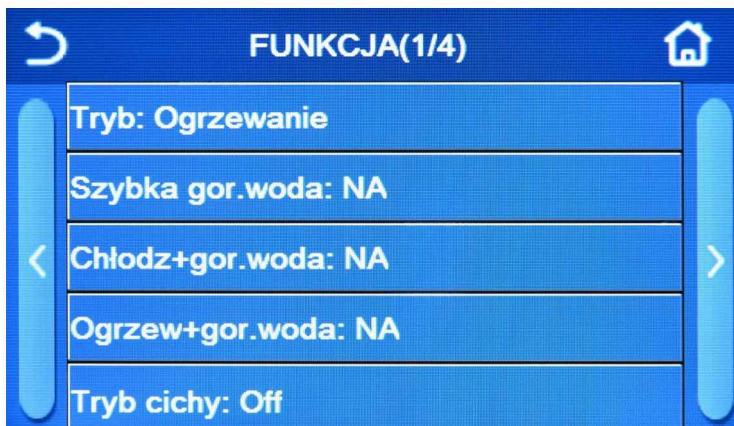 FUNKCJA(1/4)
Tryb: Ogrzewanie
Szybka gor.woda: NA
Chłodz+gor.woda: NA
Ogrzew+gor.woda: NA
Tryb cichy: Off